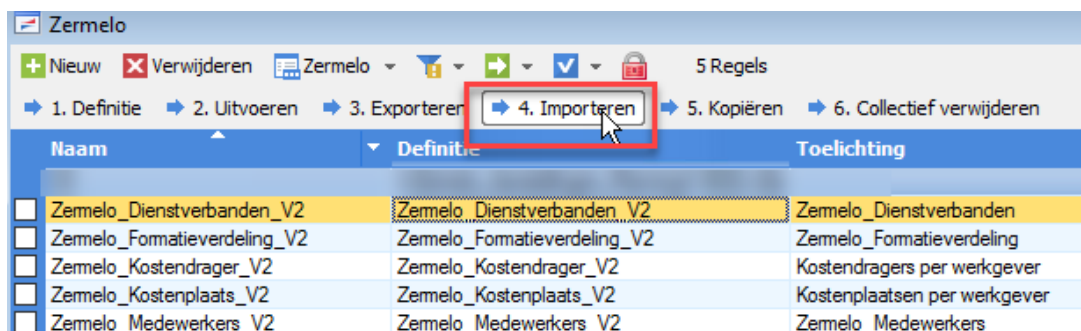 Zermelo
Nieuw Verwijderen Zermelo 5 Regels
1. Definitie 2. Uitvoeren 3. Exporteren 4. Importeren 5. Kopiëren 6. Collectief verwijderen
Naam Definitie Toelichting
Zermelo_Dienstverbanden_V2 Zermelo_Dienstverbanden_V2 Zermelo_Dienstverbanden
Zermelo_Formatieverdeling_V2 Zermelo_Formatieverdeling_V2 Zermelo_Formatieverdeling
Zermelo_Kostendrager_V2 Zermelo_Kostendrager_V2 Kostendragers per werkgever
Zermelo_Kostenplaats_V2 Zermelo_Kostenplaats_V2 Kostenplaatsen per werkgever
Zermelo_Medewerkers_V2 Zermelo_Medewerkers_V2 Zermelo_Medewerkers